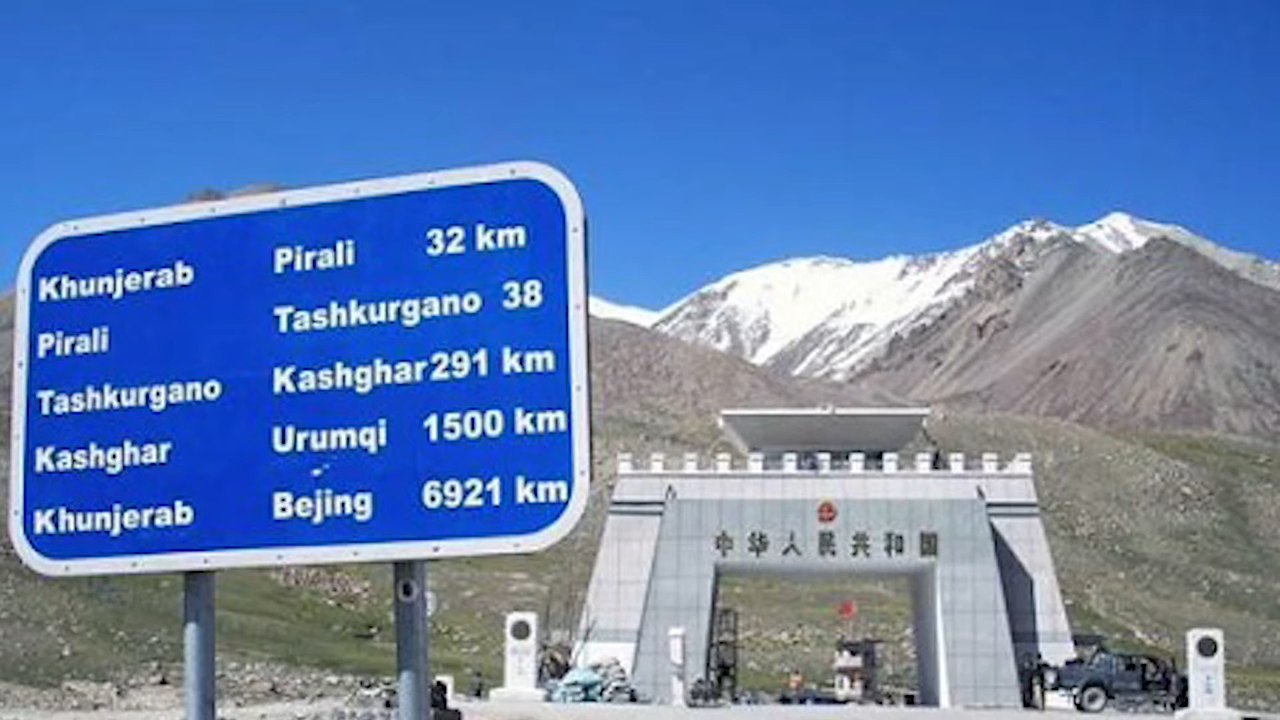 Khunjerab Pirali 32 km
Pirali Tashkurgano 38
Tashkurgano Kashghar 291 km
Kashghar Urumqi 1500 km
Khunjerab Bejing 6921 km
中华人民共和国